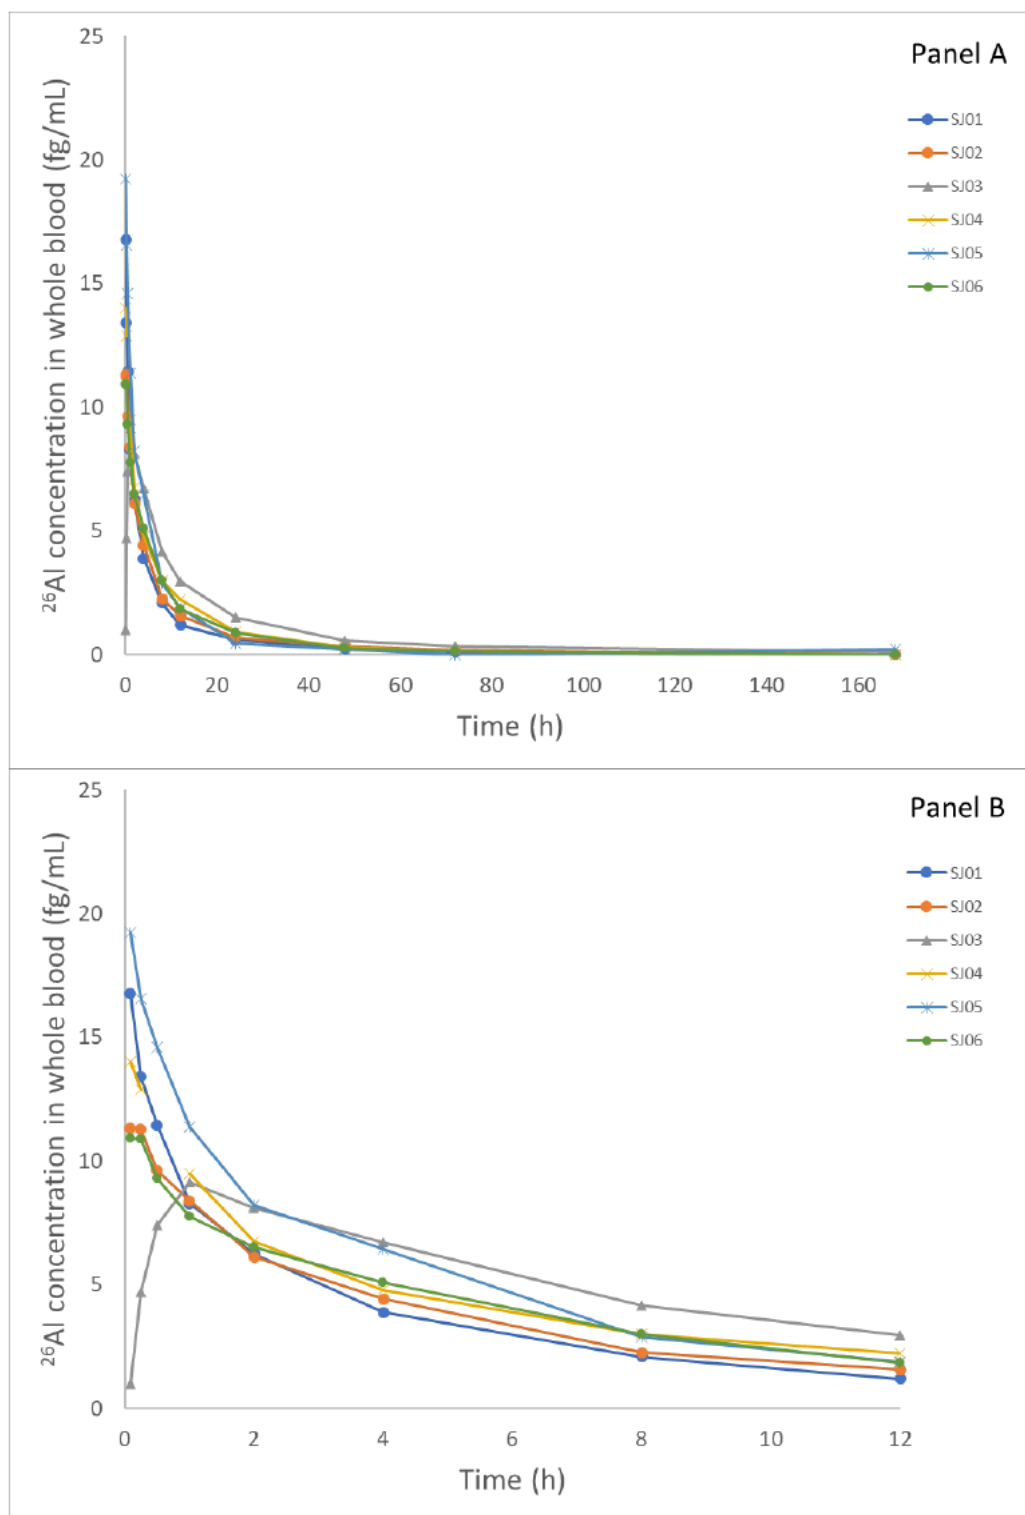 Panel A
25
20
15
10
5
0
²⁶Al concentration in whole blood (fg/mL)
SJ01
SJ02
SJ03
SJ04
SJ05
SJ06
0 20 40 60 80 100 120 140 160
Time (h)
Panel B
25
20
15
10
5
0
²⁶Al concentration in whole blood (fg/mL)
SJ01
SJ02
SJ03
SJ04
SJ05
SJ06
0 2 4 6 8 10 12
Time (h)